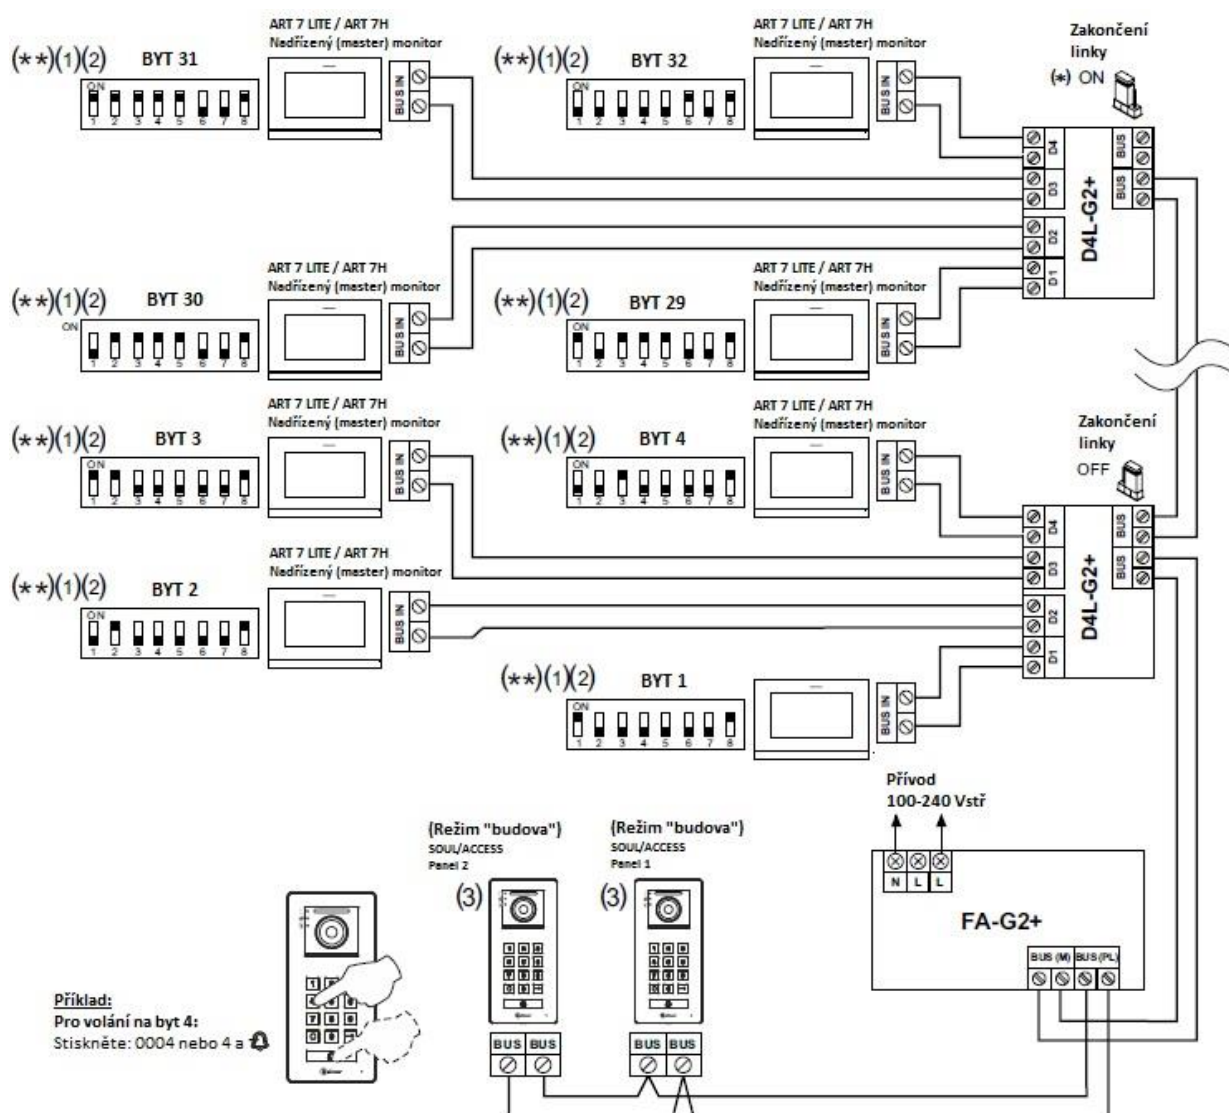 ART 7 LITE / ART 7H
Nadřízený (master) monitor
(**)(1)(2) BYT 31
ON
1 2 3 4 5 6 7 8
BUS IN
ART 7 LITE / ART 7H
Nadřízený (master) monitor
(**)(1)(2) BYT 32
ON
1 2 3 4 5 6 7 8
BUS IN
Zakončení
linky
(*) ON
D4
D3
D2
D1
BUS
BUS
D4L-G2+
ART 7 LITE / ART 7H
Nadřízený (master) monitor
(**)(1)(2) BYT 30
ON
1 2 3 4 5 6 7 8
BUS IN
ART 7 LITE / ART 7H
Nadřízený (master) monitor
(**)(1)(2) BYT 29
ON
1 2 3 4 5 6 7 8
BUS IN
ART 7 LITE / ART 7H
Nadřízený (master) monitor
(**)(1)(2) BYT 3
ON
1 2 3 4 5 6 7 8
BUS IN
ART 7 LITE / ART 7H
Nadřízený (master) monitor
(**)(1)(2) BYT 4
ON
1 2 3 4 5 6 7 8
BUS IN
Zakončení
linky
OFF
D4
D3
D2
D1
BUS
BUS
D4L-G2+
ART 7 LITE / ART 7H
Nadřízený (master) monitor
(**)(1)(2) BYT 2
ON
1 2 3 4 5 6 7 8
BUS IN
(**)(1)(2) BYT 1
ON
1 2 3 4 5 6 7 8
BUS IN
Přívod
100-240 Vstř
N L L
FA-G2+
BUS (M) BUS (PL)
(Režim "budova")
SOUL/ACCESS
Panel 2
(3)
BUS BUS
(Režim "budova")
SOUL/ACCESS
Panel 1
(3)
BUS BUS
Příklad:
Pro volání na byt 4:
Stiskněte: 0004 nebo 4 a